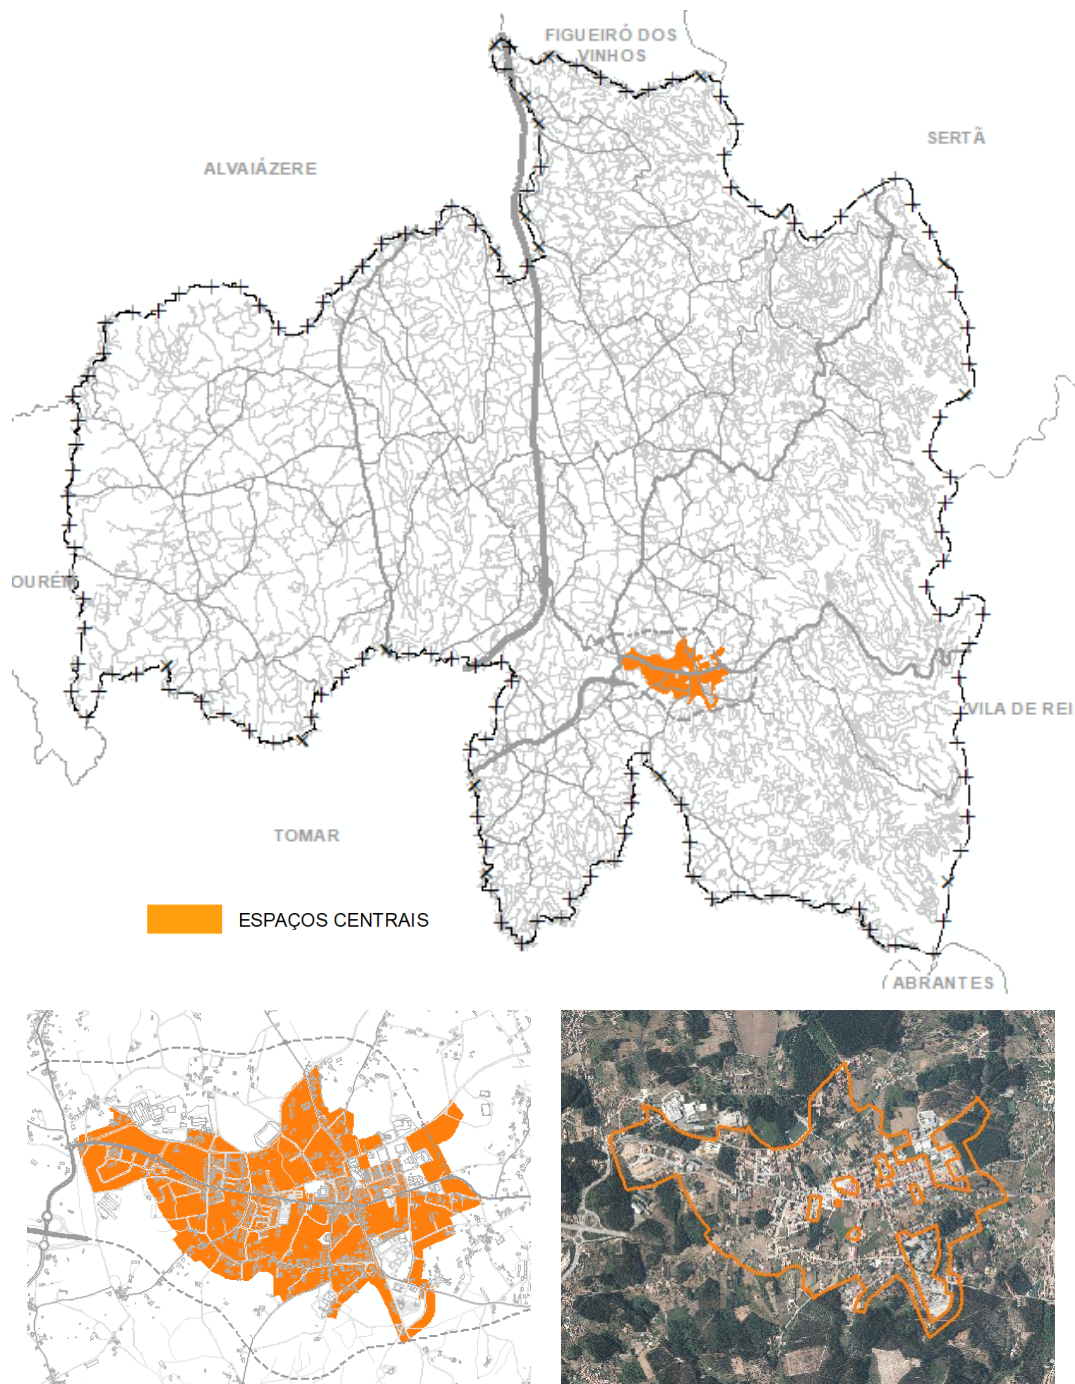 FIGUEIRÓ DOS
VINHOS
SERTÃ
ALVAIÁZERE
OURÉM
VILA DE REI
TOMAR
ESPAÇOS CENTRAIS
ABRANTES